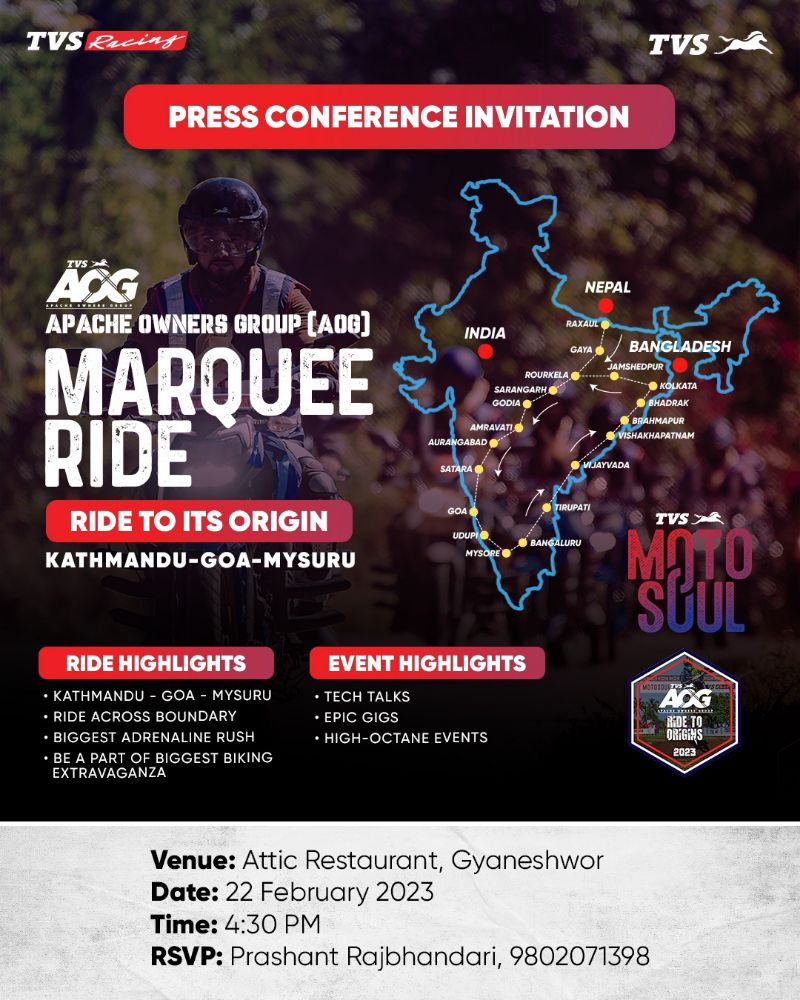 TVS Racing
TVS
PRESS CONFERENCE INVITATION
TVS
AOG
APACHE OWNERS GROUP
APACHE OWNERS GROUP (AOG)
MARQUEE
RIDE
RIDE TO ITS ORIGIN
KATHMANDU-GOA-MYSURU
NEPAL
RAXAUL
INDIA
GAYA
BANGLADESH
JAMSHEDPUR
ROURKELA
KOLKATA
SARANGARH
GODIA
BHADRAK
BRAHMAPUR
AMRAVATI
VISHAKHAPATNAM
AURANGABAD
SATARA
VIJAYVADA
GOA
TIRUPATI
UDUPI
BANGALURU
MYSORE
TVS
MOTO
SOUL
RIDE HIGHLIGHTS
• KATHMANDU - GOA - MYSURU
• RIDE ACROSS BOUNDARY
• BIGGEST ADRENALINE RUSH
• BE A PART OF BIGGEST BIKING
EXTRAVAGANZA
EVENT HIGHLIGHTS
• TECH TALKS
• EPIC GIGS
• HIGH-OCTANE EVENTS
TVS
AOG
APACHE OWNERS GROUP
RIDE TO
ORIGINS
2023
Venue: Attic Restaurant, Gyaneshwor
Date: 22 February 2023
Time: 4:30 PM
RSVP: Prashant Rajbhandari, 9802071398